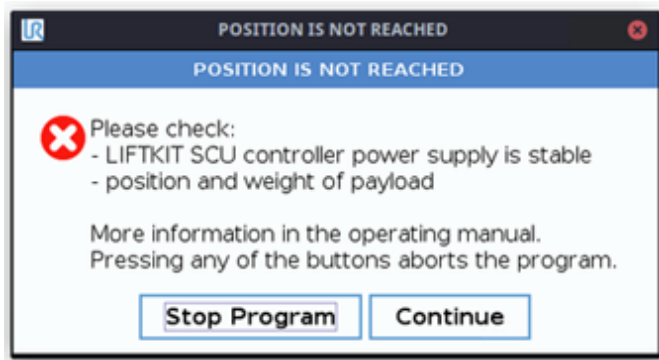 UR
POSITION IS NOT REACHED
POSITION IS NOT REACHED
Please check:
- LIFTKIT SCU controller power supply is stable
- position and weight of payload
More information in the operating manual.
Pressing any of the buttons aborts the program.
Stop Program
Continue